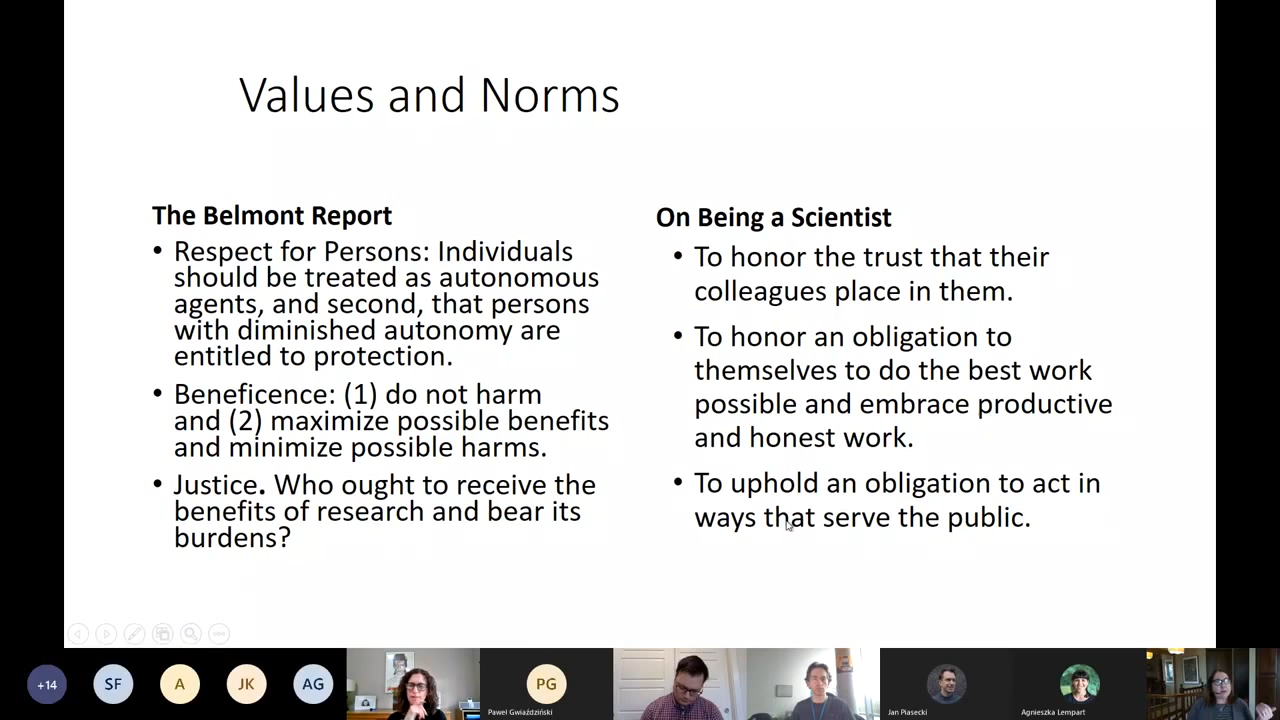 Values and Norms
The Belmont Report
• Respect for Persons: Individuals
should be treated as autonomous
agents, and second, that persons
with diminished autonomy are
entitled to protection.
• Beneficence: (1) do not harm
and (2) maximize possible benefits
and minimize possible harms.
• Justice. Who ought to receive the
benefits of research and bear its
burdens?
On Being a Scientist
• To honor the trust that their
colleagues place in them.
• To honor an obligation to
themselves to do the best work
possible and embrace productive
and honest work.
• To uphold an obligation to act in
ways that serve the public.
+14
SF
A
JK
AG
PG
Paweł Gwiaździński
Jan Piasecki
Agnieszka Lempart